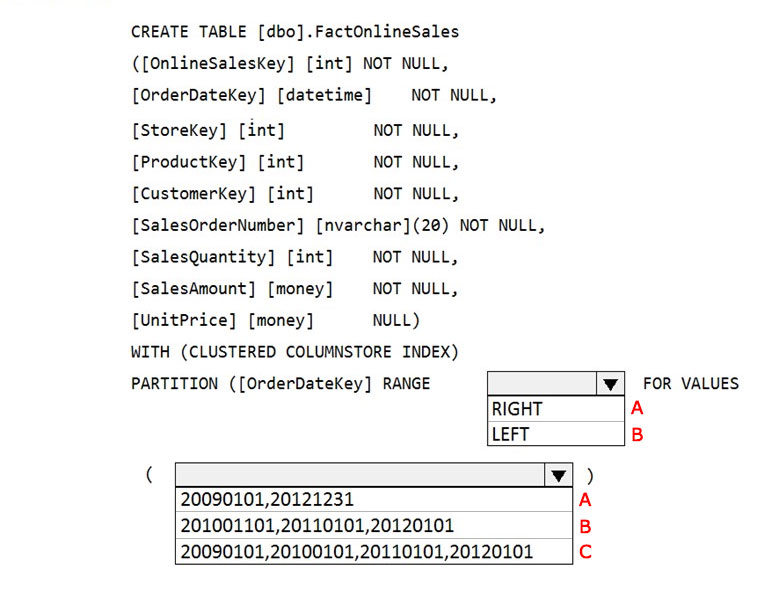 CREATE TABLE [dbo].FactOnlineSales
([OnlineSalesKey] [int] NOT NULL,
[OrderDateKey] [datetime] NOT NULL,
[StoreKey] [int] NOT NULL,
[ProductKey] [int] NOT NULL,
[CustomerKey] [int] NOT NULL,
[SalesOrderNumber] [nvarchar](20) NOT NULL,
[SalesQuantity] [int] NOT NULL,
[SalesAmount] [money] NOT NULL,
[UnitPrice] [money] NULL)
WITH (CLUSTERED COLUMNSTORE INDEX)
PARTITION ([OrderDateKey] RANGE FOR VALUES
RIGHT A
LEFT B
( )
20090101,20121231 A
201001101,20110101,20120101 B
20090101,20100101,20110101,20120101 C